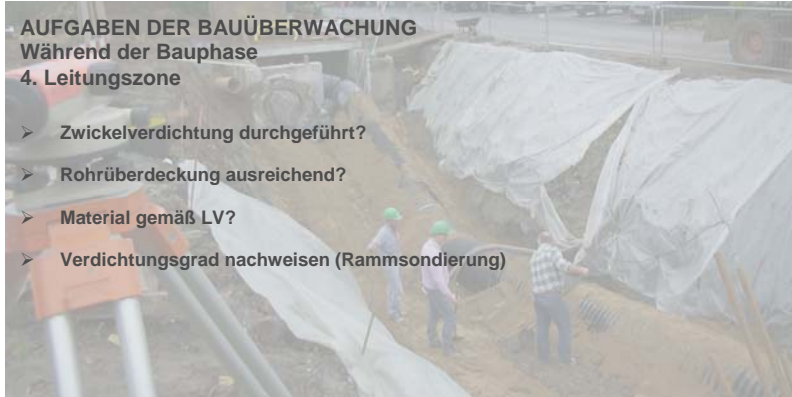 AUFGABEN DER BAUÜBERWACHUNG
Während der Bauphase
4. Leitungszone
➢ Zwickelverdichtung durchgeführt?
➢ Rohrüberdeckung ausreichend?
➢ Material gemäß LV?
➢ Verdichtungsgrad nachweisen (Rammsondierung)